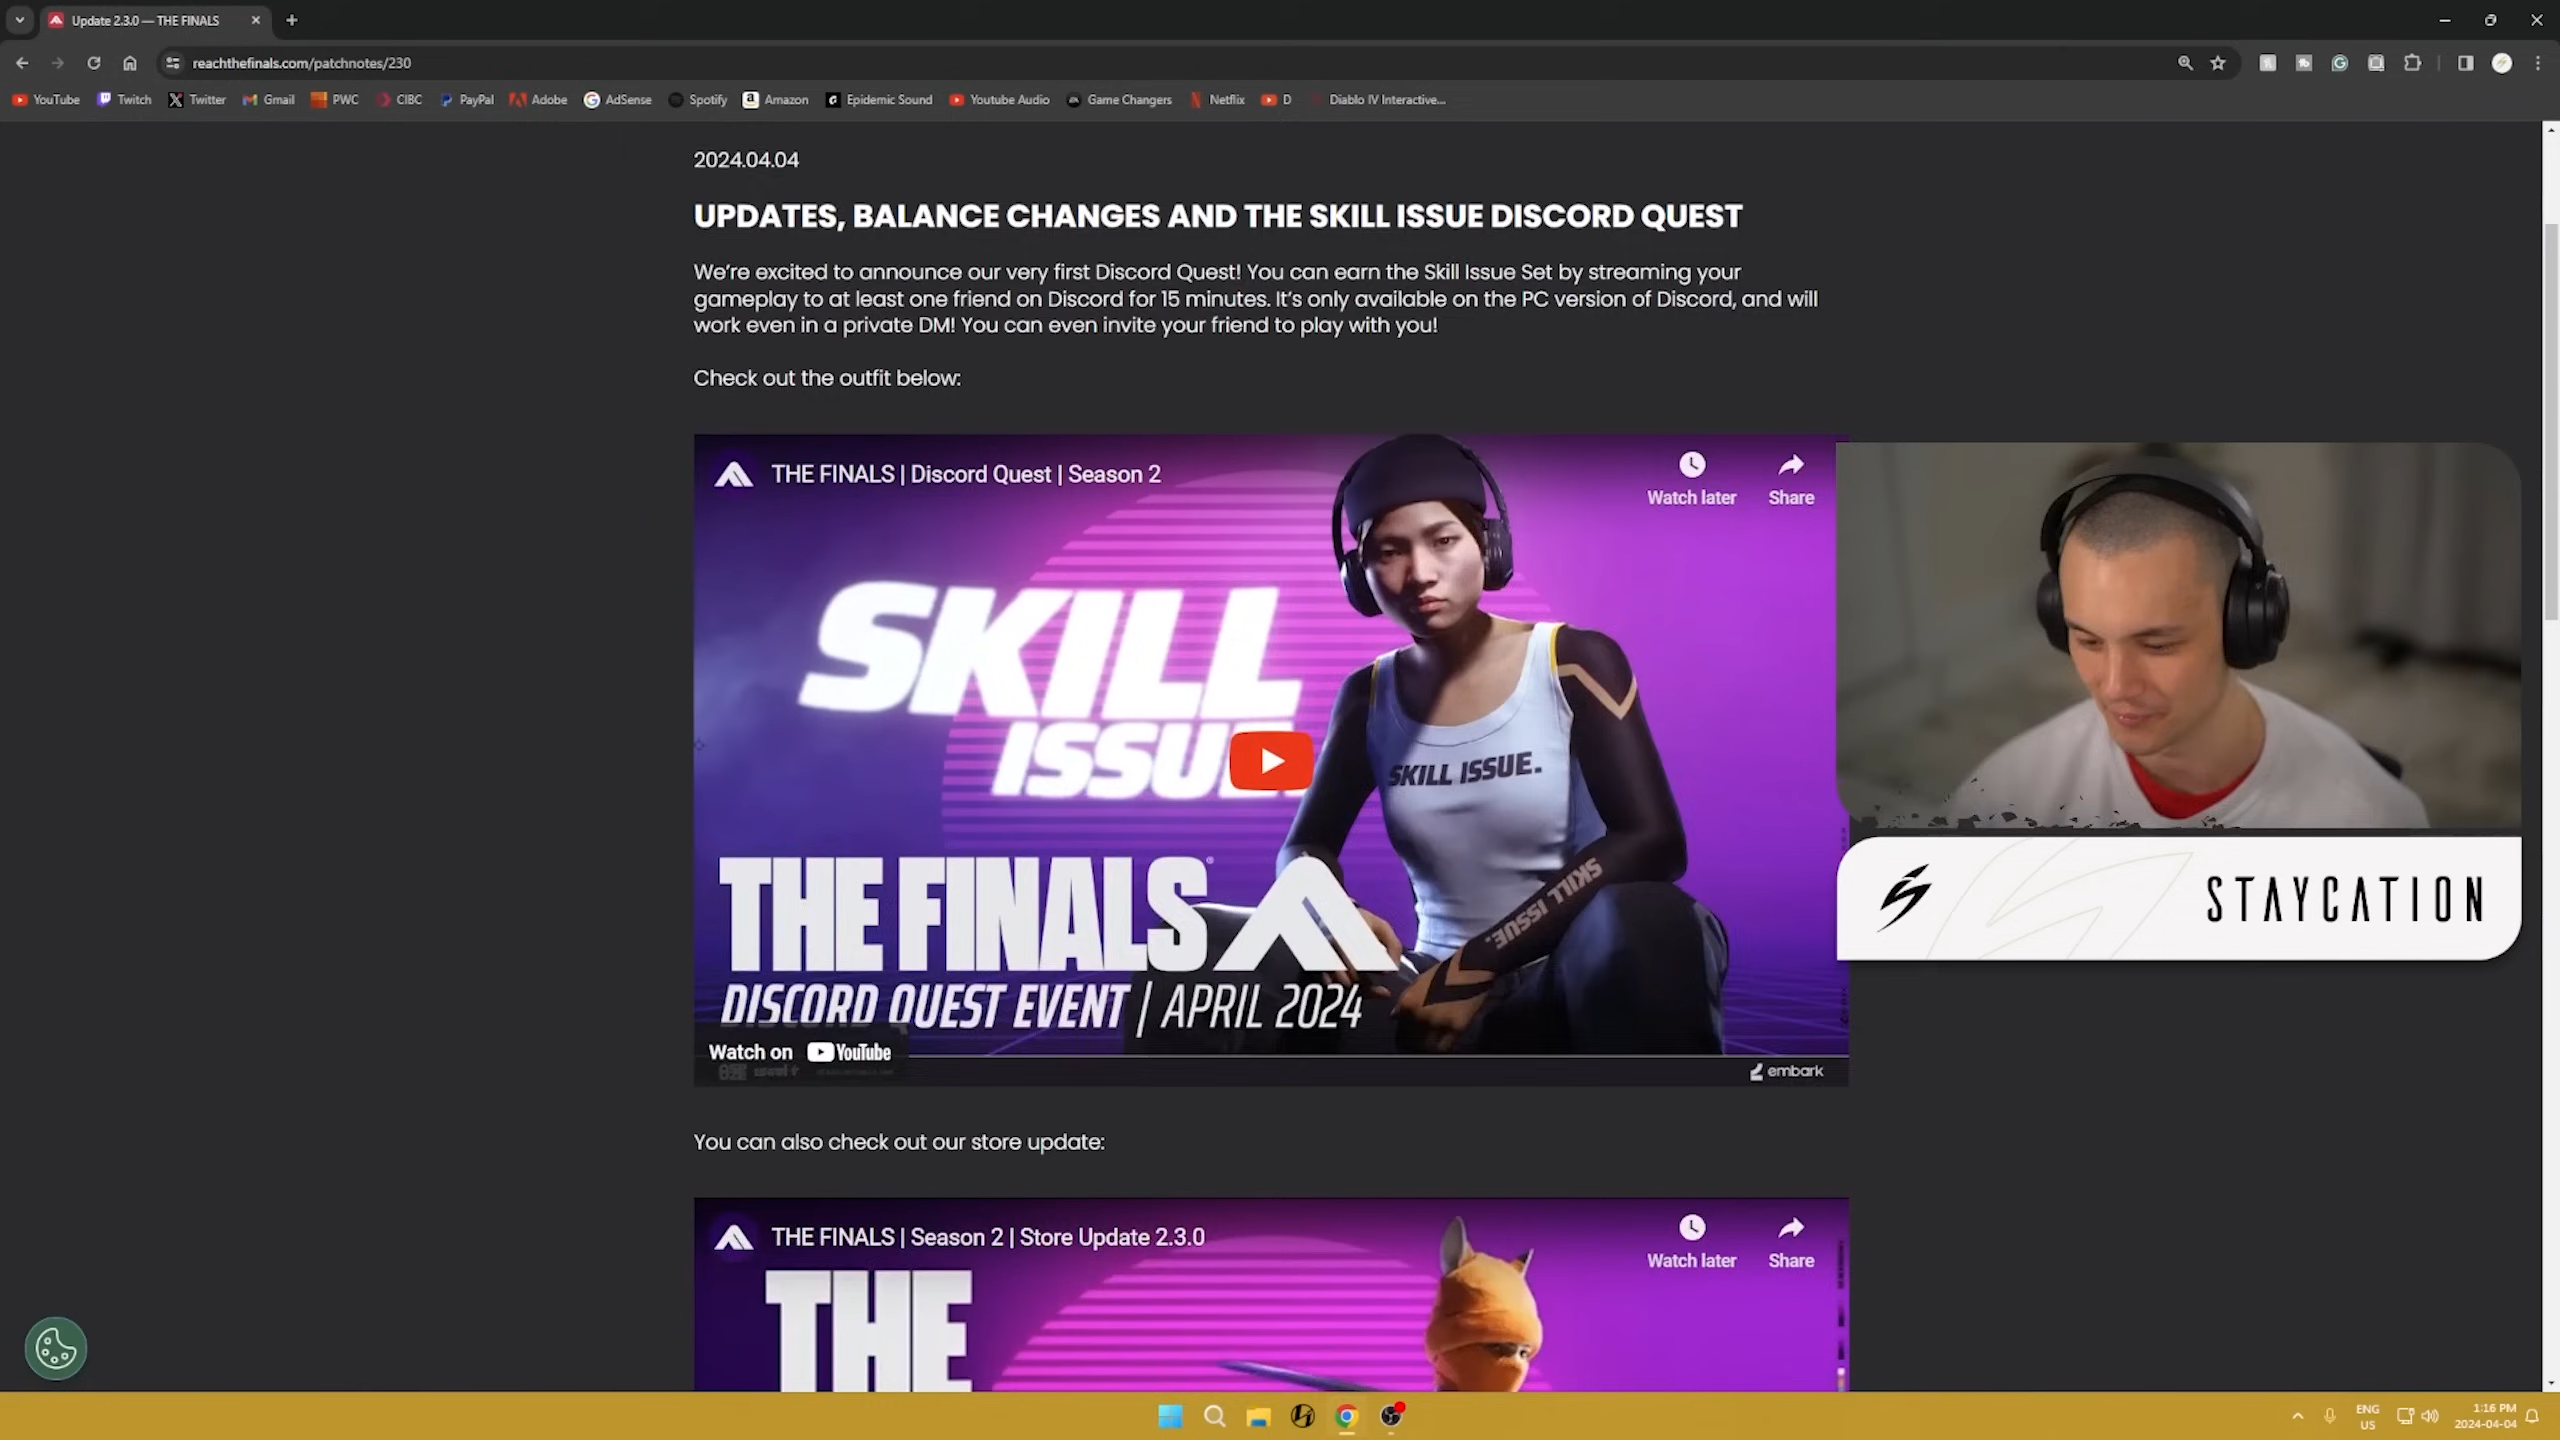 Update 2.3.0 — THE FINALS
reachthefinals.com/patchnotes/230
YouTube Twitch Twitter Gmail PWC CIBC PayPal Adobe AdSense Spotify Amazon Epidemic Sound Youtube Audio Game Changers Netflix D Diablo IV Interactive...
2024.04.04
UPDATES, BALANCE CHANGES AND THE SKILL ISSUE DISCORD QUEST
We're excited to announce our very first Discord Quest! You can earn the Skill Issue Set by streaming your
gameplay to at least one friend on Discord for 15 minutes. It's only available on the PC version of Discord, and will
work even in a private DM! You can even invite your friend to play with you!
Check out the outfit below:
THE FINALS | Discord Quest | Season 2
Watch later
Share
SKILL
ISSUE
SKILL ISSUE.
SKILL ISSUE.
THE FINALS
DISCORD QUEST EVENT | APRIL 2024
Watch on YouTube
embark
STAYCATION
You can also check out our store update:
THE FINALS | Season 2 | Store Update 2.3.0
Watch later
Share
THE
ENG
US
1:16 PM
2024-04-04